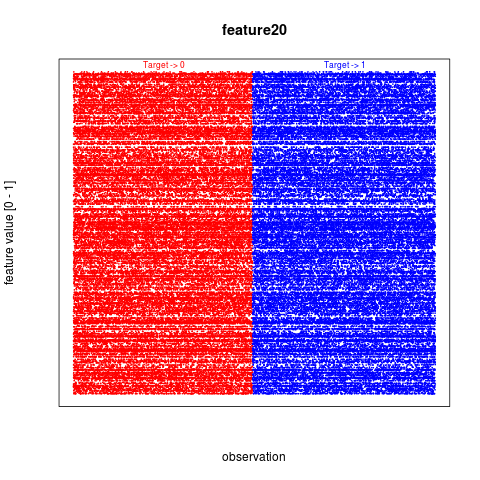 feature20
Target -> 0
Target -> 1
feature value [0 - 1]
observation